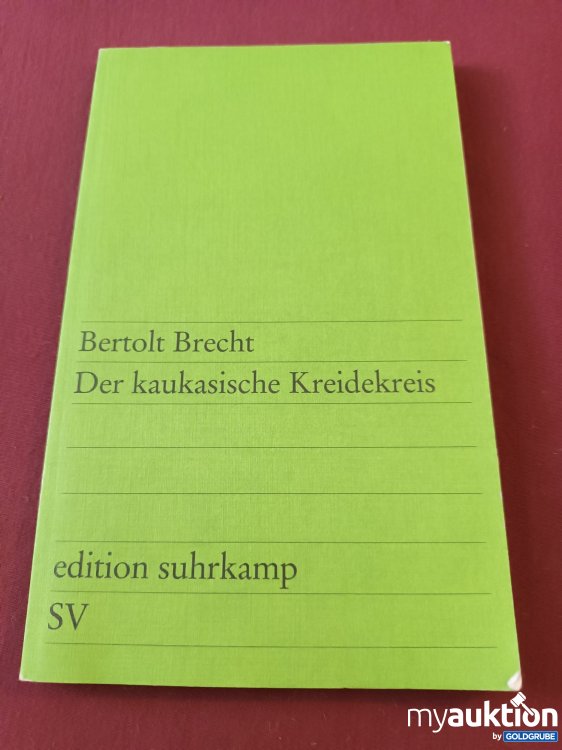 Bertolt Brecht
Der kaukasische Kreidekreis
edition suhrkamp
SV
myauktion
by GOLDGRUBE